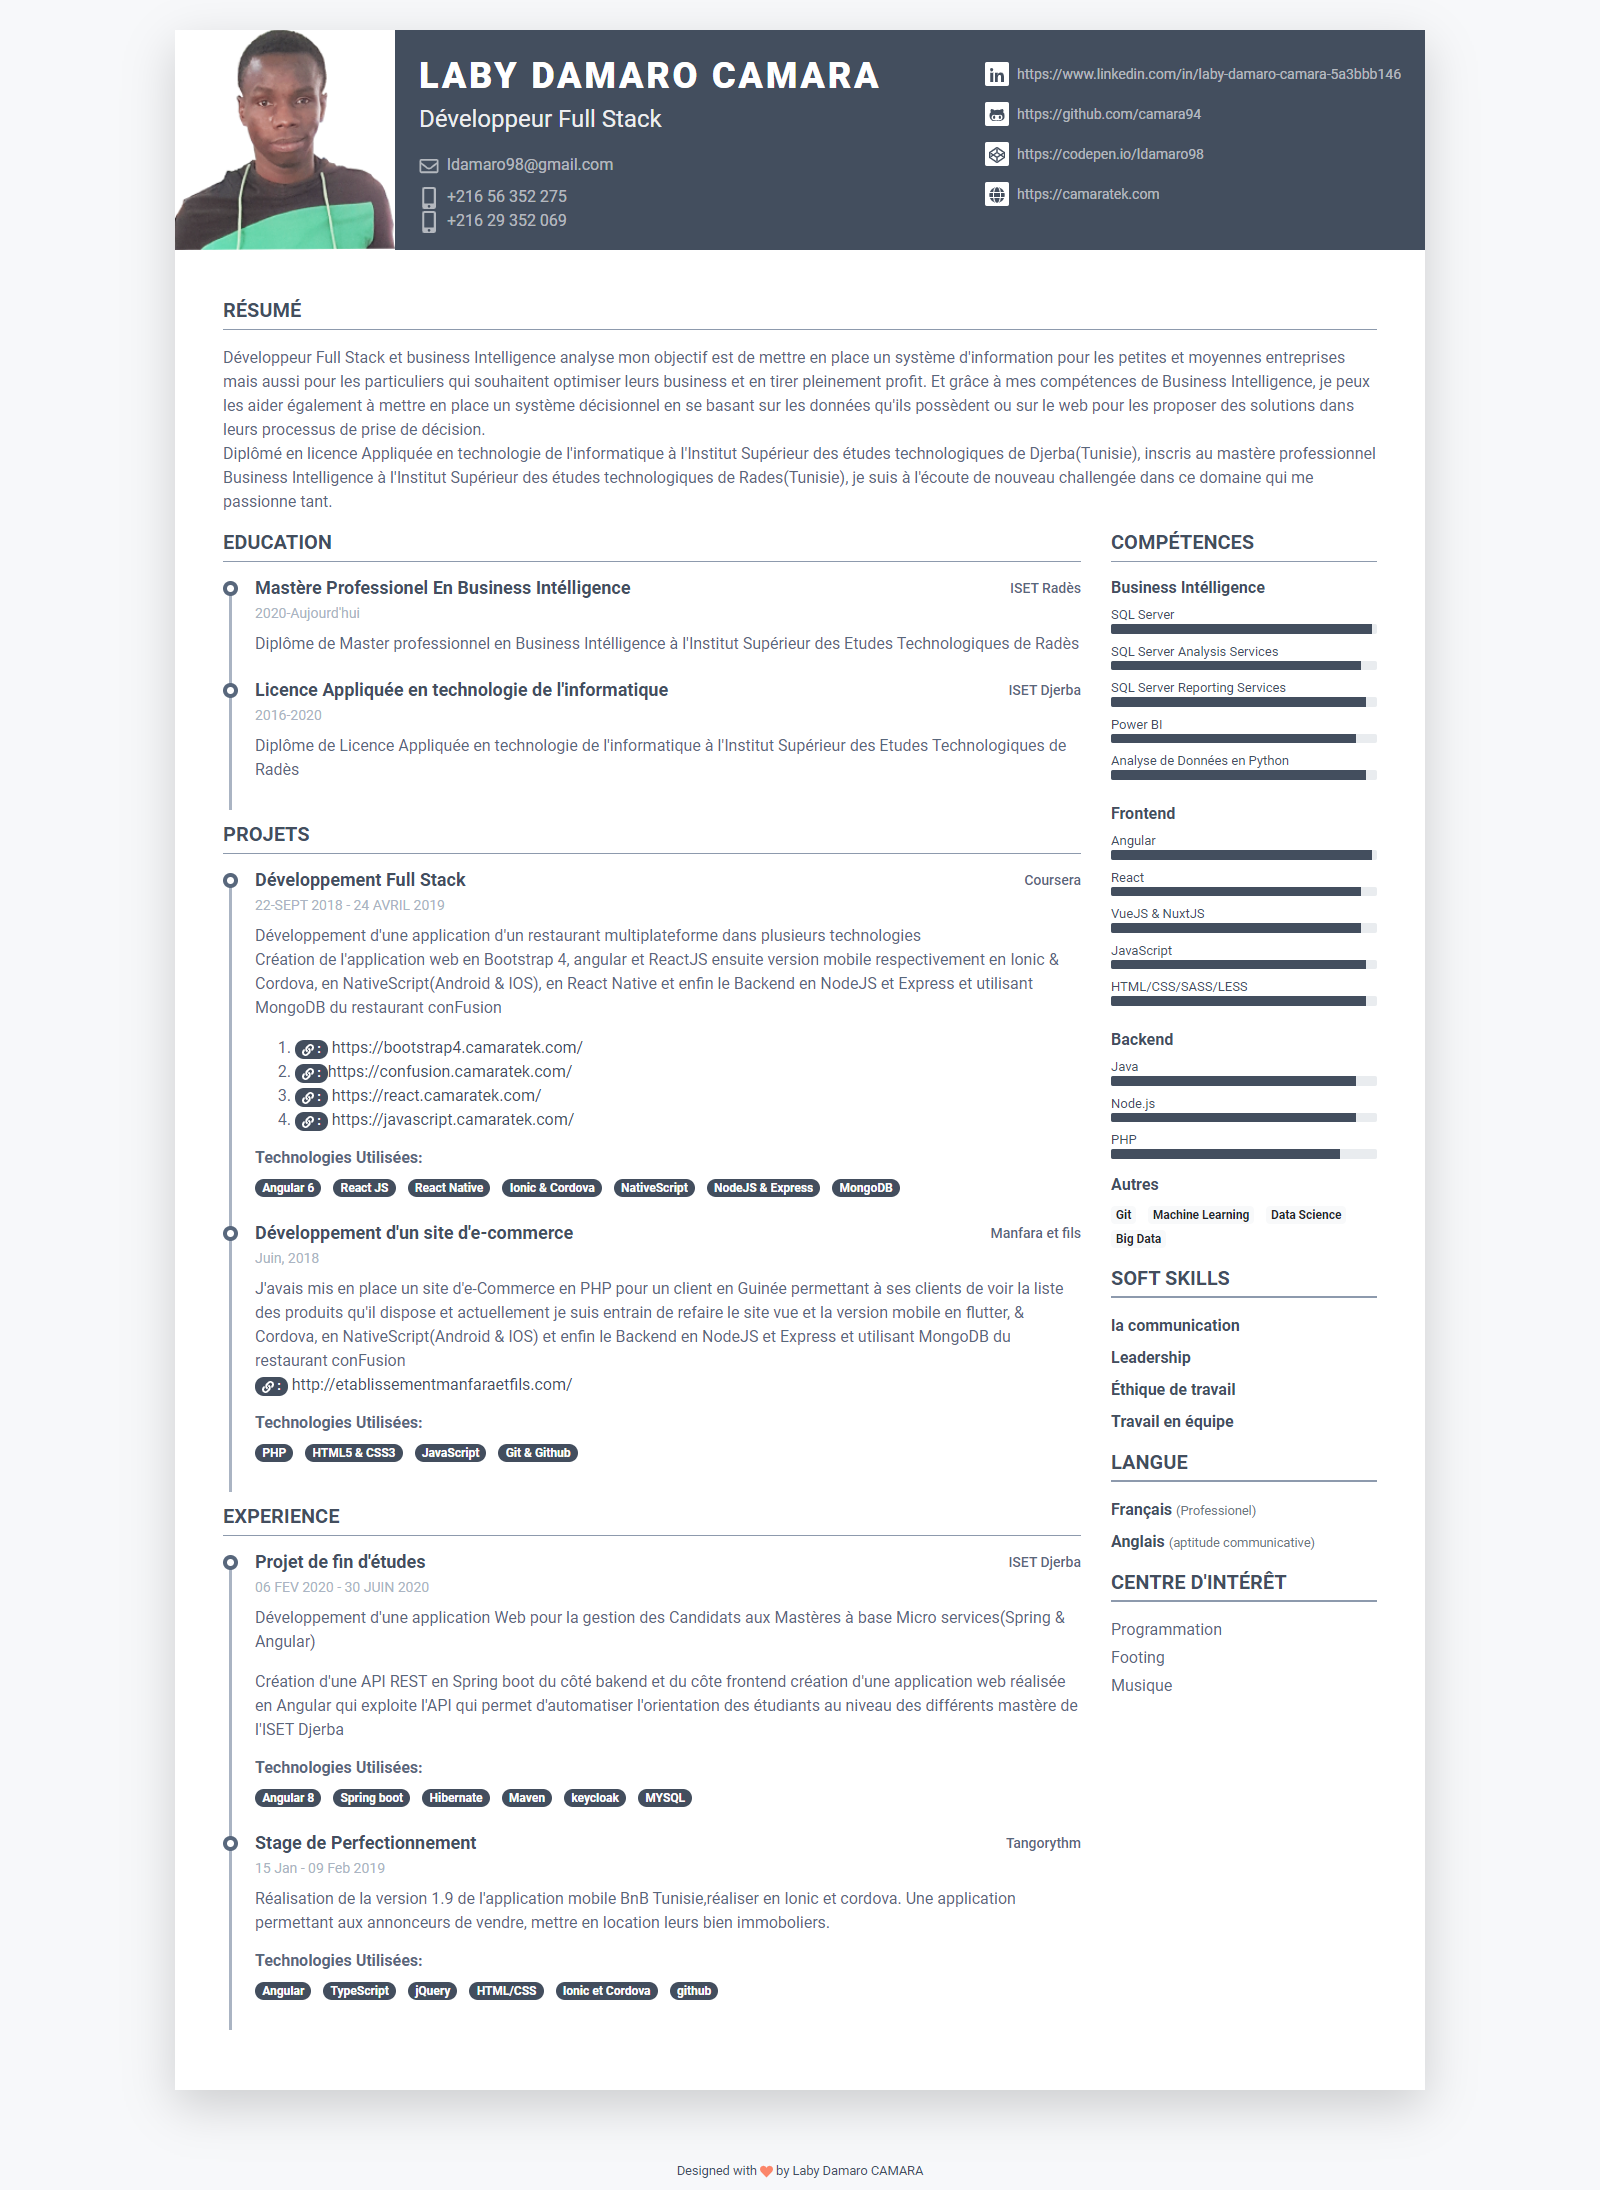 LABY DAMARO CAMARA
Développeur Full Stack
ldamaro98@gmail.com
+216 56 352 275
+216 29 352 069
https://www.linkedin.com/in/laby-damaro-camara-5a3bbb146
https://github.com/camara94
https://codepen.io/ldamaro98
https://camaratek.com
RÉSUMÉ
Développeur Full Stack et business Intelligence analyse mon objectif est de mettre en place un système d'information pour les petites et moyennes entreprises
mais aussi pour les particuliers qui souhaitent optimiser leurs business et en tirer pleinement profit. Et grâce à mes compétences de Business Intelligence, je peux
les aider également à mettre en place un système décisionnel en se basant sur les données qu'ils possèdent ou sur le web pour les proposer des solutions dans
leurs processus de prise de décision.
Diplômé en licence Appliquée en technologie de l'informatique à l'Institut Supérieur des études technologiques de Djerba(Tunisie), inscris au mastère professionnel
Business Intelligence à l'Institut Supérieur des études technologiques de Rades(Tunisie), je suis à l'écoute de nouveau challengée dans ce domaine qui me
passionne tant.
EDUCATION
Mastère Professionel En Business Intélligence
ISET Radès
2020-Aujourd'hui
Diplôme de Master professionnel en Business Intélligence à l'Institut Supérieur des Etudes Technologiques de Radès
Licence Appliquée en technologie de l'informatique
ISET Djerba
2016-2020
Diplôme de Licence Appliquée en technologie de l'informatique à l'Institut Supérieur des Etudes Technologiques de
Radès
PROJETS
Développement Full Stack
Coursera
22-SEPT 2018 - 24 AVRIL 2019
Développement d'une application d'un restaurant multiplateforme dans plusieurs technologies
Création de l'application web en Bootstrap 4, angular et ReactJS ensuite version mobile respectivement en Ionic &
Cordova, en NativeScript(Android & IOS), en React Native et enfin le Backend en NodeJS et Express et utilisant
MongoDB du restaurant conFusion
1. : https://bootstrap4.camaratek.com/
2. :https://confusion.camaratek.com/
3. : https://react.camaratek.com/
4. : https://javascript.camaratek.com/
Technologies Utilisées:
Angular 6 React JS React Native Ionic & Cordova NativeScript NodeJS & Express MongoDB
Développement d'un site d'e-commerce
Manfara et fils
Juin, 2018
J'avais mis en place un site d'e-Commerce en PHP pour un client en Guinée permettant à ses clients de voir la liste
des produits qu'il dispose et actuellement je suis entrain de refaire le site vue et la version mobile en flutter, &
Cordova, en NativeScript(Android & IOS) et enfin le Backend en NodeJS et Express et utilisant MongoDB du
restaurant conFusion
: http://etablissementmanfaraetfils.com/
Technologies Utilisées:
PHP HTML5 & CSS3 JavaScript Git & Github
EXPERIENCE
Projet de fin d'études
ISET Djerba
06 FEV 2020 - 30 JUIN 2020
Développement d'une application Web pour la gestion des Candidats aux Mastères à base Micro services(Spring &
Angular)
Création d'une API REST en Spring boot du côté bakend et du côte frontend création d'une application web réalisée
en Angular qui exploite l'API qui permet d'automatiser l'orientation des étudiants au niveau des différents mastère de
l'ISET Djerba
Technologies Utilisées:
Angular 8 Spring boot Hibernate Maven keycloak MYSQL
Stage de Perfectionnement
Tangorythm
15 Jan - 09 Feb 2019
Réalisation de la version 1.9 de l'application mobile BnB Tunisie,réaliser en Ionic et cordova. Une application
permettant aux annonceurs de vendre, mettre en location leurs bien immoboliers.
Technologies Utilisées:
Angular TypeScript jQuery HTML/CSS Ionic et Cordova github
COMPÉTENCES
Business Intélligence
SQL Server
SQL Server Analysis Services
SQL Server Reporting Services
Power BI
Analyse de Données en Python
Frontend
Angular
React
VueJS & NuxtJS
JavaScript
HTML/CSS/SASS/LESS
Backend
Java
Node.js
PHP
Autres
Git Machine Learning Data Science
Big Data
SOFT SKILLS
la communication
Leadership
Éthique de travail
Travail en équipe
LANGUE
Français (Professionel)
Anglais (aptitude communicative)
CENTRE D'INTÉRÊT
Programmation
Footing
Musique
Designed with by Laby Damaro CAMARA